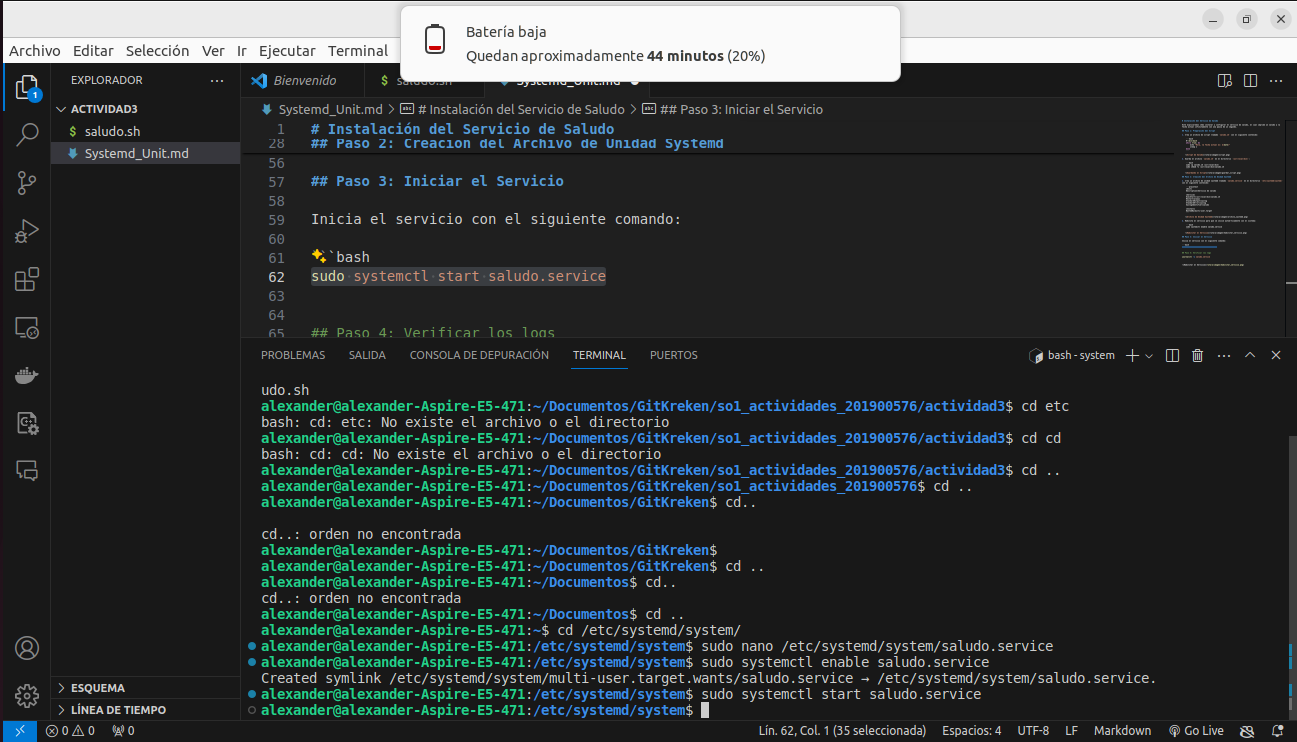 Batería baja
Quedan aproximadamente 44 minutos (20%)
Archivo Editar Selección Ver Ir Ejecutar Terminal
EXPLORADOR
Bienvenido
$ saludo.sh
Systemd_Unit.md
1
ACTIVIDAD3
$ saludo.sh
Systemd_Unit.md
Systemd_Unit.md > # Instalación del Servicio de Saludo > ## Paso 3: Iniciar el Servicio
1 # Instalación del Servicio de Saludo
28 ## Paso 2: Creación del Archivo de Unidad Systemd
56
57 ## Paso 3: Iniciar el Servicio
58
59 Inicia el servicio con el siguiente comando:
60
61 ``bash
62 sudo systemctl start saludo.service
63
64
65 ## Paso 4: Verificar los logs
PROBLEMAS SALIDA CONSOLA DE DEPURACIÓN TERMINAL PUERTOS
bash - system
udo.sh
alexander@alexander-Aspire-E5-471:~/Documentos/GitKreken/so1_actividades_201900576/actividad3$ cd etc
bash: cd: etc: No existe el archivo o el directorio
alexander@alexander-Aspire-E5-471:~/Documentos/GitKreken/so1_actividades_201900576/actividad3$ cd cd
bash: cd: cd: No existe el archivo o el directorio
alexander@alexander-Aspire-E5-471:~/Documentos/GitKreken/so1_actividades_201900576/actividad3$ cd ..
alexander@alexander-Aspire-E5-471:~/Documentos/GitKreken/so1_actividades_201900576$ cd ..
alexander@alexander-Aspire-E5-471:~/Documentos/GitKreken$ cd..
cd..: orden no encontrada
alexander@alexander-Aspire-E5-471:~/Documentos/GitKreken$
alexander@alexander-Aspire-E5-471:~/Documentos/GitKreken$ cd ..
alexander@alexander-Aspire-E5-471:~/Documentos$ cd..
cd..: orden no encontrada
alexander@alexander-Aspire-E5-471:~/Documentos$ cd ..
alexander@alexander-Aspire-E5-471:~$ cd /etc/systemd/system/
alexander@alexander-Aspire-E5-471:/etc/systemd/system$ sudo nano /etc/systemd/system/saludo.service
alexander@alexander-Aspire-E5-471:/etc/systemd/system$ sudo systemctl enable saludo.service
Created symlink /etc/systemd/system/multi-user.target.wants/saludo.service → /etc/systemd/system/saludo.service.
alexander@alexander-Aspire-E5-471:/etc/systemd/system$ sudo systemctl start saludo.service
alexander@alexander-Aspire-E5-471:/etc/systemd/system$
ESQUEMA
LÍNEA DE TIEMPO
0 0 0
Lín. 62, Col. 1 (35 seleccionada) Espacios: 4 UTF-8 LF Markdown Go Live